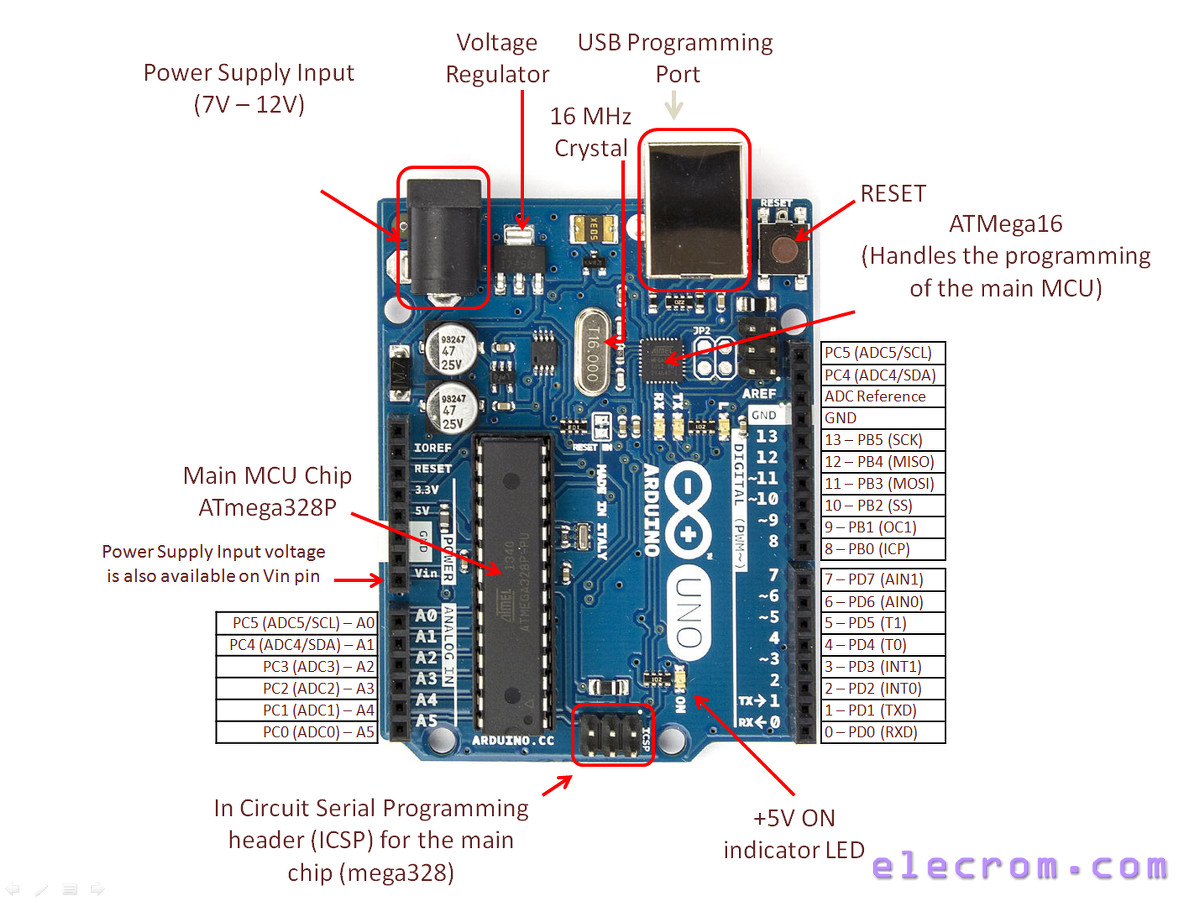 Voltage
Regulator
USB Programming
Port
Power Supply Input
(7V – 12V)
16 MHz
Crystal
RESET
ATMega16
(Handles the programming
of the main MCU)
RESET
T16.000
98247
47
25V
98247
47
25V
JP2
AREF
GND
RX
TX
L
RESET EN
13
12
~11
~10
~9
8
7
~6
~5
4
~3
2
TX→1
RX←0
DIGITAL (PWM~)
IOREF
RESET
3.3V
5V
GND
Vin
POWER
A0
A1
A2
A3
A4
A5
ANALOG IN
MADE IN ITALY
ARDUINO
UNO
ATMEL
ATMEGA328P-PU
1340
ON
ICSP
ARDUINO.CC
PC5 (ADC5/SCL)
PC4 (ADC4/SDA)
ADC Reference
GND
13 – PB5 (SCK)
12 – PB4 (MISO)
11 – PB3 (MOSI)
10 – PB2 (SS)
9 – PB1 (OC1)
8 – PB0 (ICP)
7 – PD7 (AIN1)
6 – PD6 (AIN0)
5 – PD5 (T1)
4 – PD4 (T0)
3 – PD3 (INT1)
2 – PD2 (INT0)
1 – PD1 (TXD)
0 – PD0 (RXD)
Main MCU Chip
ATmega328P
Power Supply Input voltage
is also available on Vin pin
PC5 (ADC5/SCL) – A0
PC4 (ADC4/SDA) – A1
PC3 (ADC3) – A2
PC2 (ADC2) – A3
PC1 (ADC1) – A4
PC0 (ADC0) – A5
In Circuit Serial Programming
header (ICSP) for the main
chip (mega328)
+5V ON
indicator LED
elecrom.com